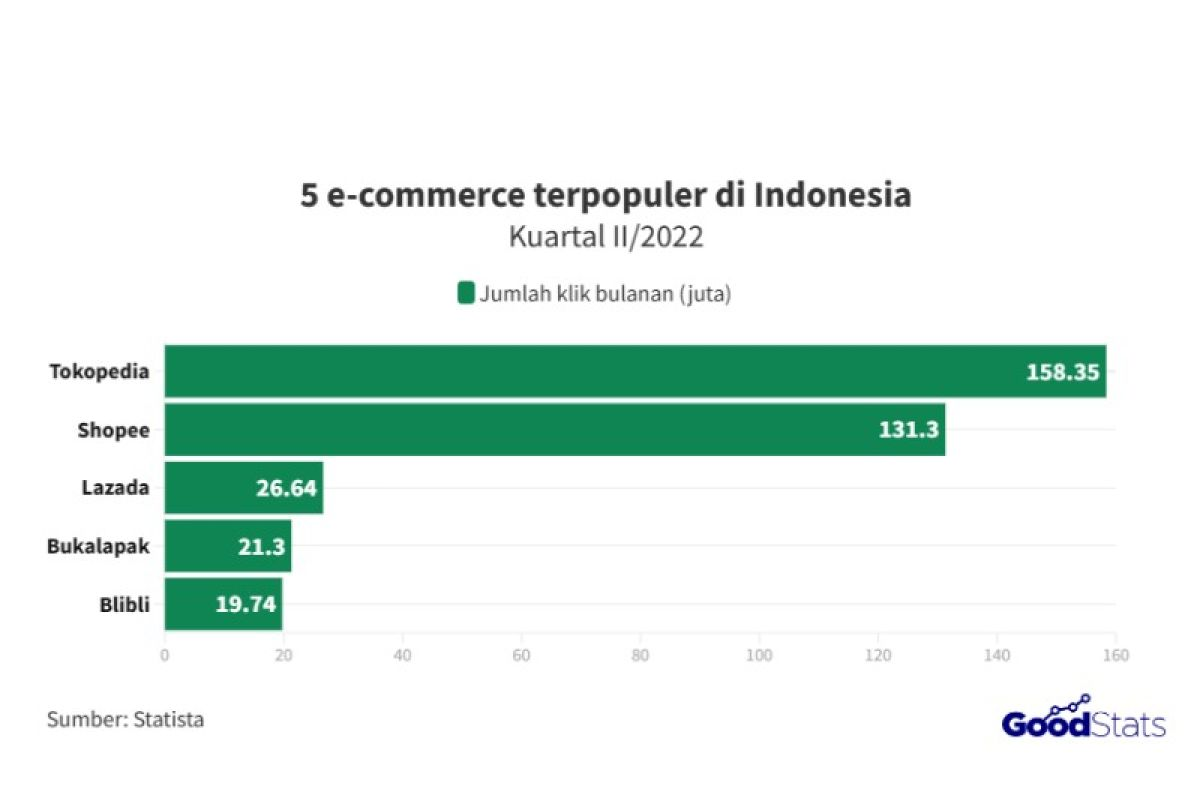 5 e-commerce terpopuler di Indonesia
Kuartal II/2022
Jumlah klik bulanan (juta)
Tokopedia 158.35
Shopee 131.3
Lazada 26.64
Bukalapak 21.3
Blibli 19.74
0 20 40 60 80 100 120 140 160
Sumber: Statista
GoodStats